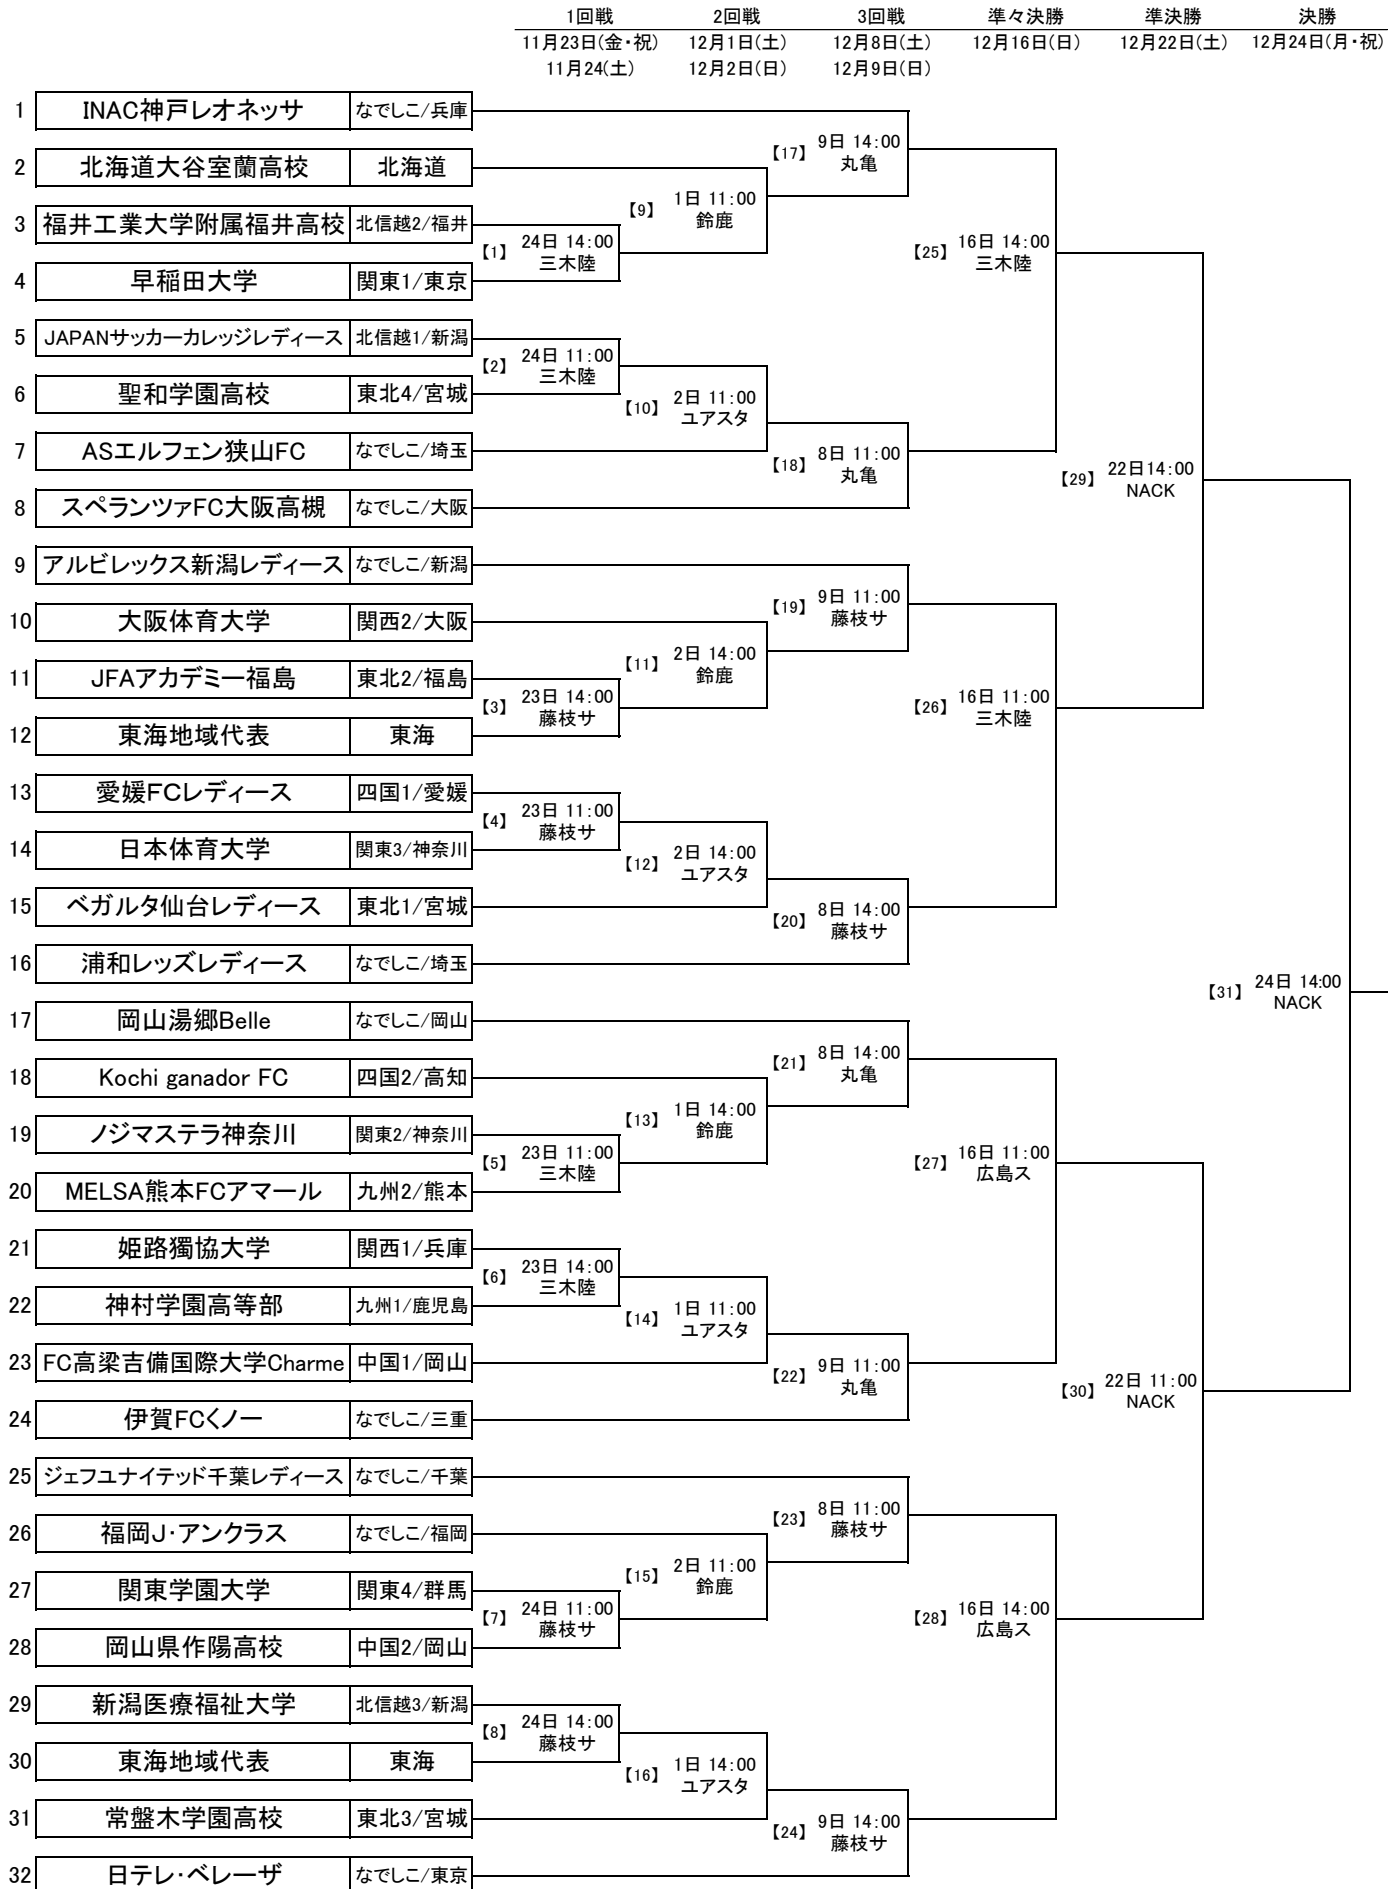 1回戦 2回戦 3回戦 準々決勝 準決勝 決勝
11月23日(金・祝) 12月1日(土) 12月8日(土) 12月16日(日) 12月22日(土) 12月24日(月・祝)
11月24(土) 12月2日(日) 12月9日(日)
1 INAC神戸レオネッサ なでしこ/兵庫
【17】 9日 14:00
丸亀
2 北海道大谷室蘭高校 北海道
【9】 1日 11:00
鈴鹿
3 福井工業大学附属福井高校 北信越2/福井
【1】 24日 14:00
三木陸
【25】 16日 14:00
三木陸
4 早稲田大学 関東1/東京
5 JAPANサッカーカレッジレディース 北信越1/新潟
【2】 24日 11:00
三木陸
6 聖和学園高校 東北4/宮城
【10】 2日 11:00
ユアスタ
7 ASエルフェン狭山FC なでしこ/埼玉
【18】 8日 11:00
丸亀
【29】 22日14:00
NACK
8 スペランツァFC大阪高槻 なでしこ/大阪
9 アルビレックス新潟レディース なでしこ/新潟
【19】 9日 11:00
藤枝サ
10 大阪体育大学 関西2/大阪
【11】 2日 14:00
鈴鹿
11 JFAアカデミー福島 東北2/福島
【3】 23日 14:00
藤枝サ
【26】 16日 11:00
三木陸
12 東海地域代表 東海
13 愛媛FCレディース 四国1/愛媛
【4】 23日 11:00
藤枝サ
14 日本体育大学 関東3/神奈川
【12】 2日 14:00
ユアスタ
15 ベガルタ仙台レディース 東北1/宮城
【20】 8日 14:00
藤枝サ
16 浦和レッズレディース なでしこ/埼玉
【31】 24日 14:00
NACK
17 岡山湯郷Belle なでしこ/岡山
【21】 8日 14:00
丸亀
18 Kochi ganador FC 四国2/高知
【13】 1日 14:00
鈴鹿
19 ノジマステラ神奈川 関東2/神奈川
【5】 23日 11:00
三木陸
【27】 16日 11:00
広島ス
20 MELSA熊本FCアマール 九州2/熊本
21 姫路獨協大学 関西1/兵庫
【6】 23日 14:00
三木陸
22 神村学園高等部 九州1/鹿児島
【14】 1日 11:00
ユアスタ
23 FC高梁吉備国際大学Charme 中国1/岡山
【22】 9日 11:00
丸亀
【30】 22日 11:00
NACK
24 伊賀FCくノ一 なでしこ/三重
25 ジェフユナイテッド千葉レディース なでしこ/千葉
【23】 8日 11:00
藤枝サ
26 福岡J・アンクラス なでしこ/福岡
【15】 2日 11:00
鈴鹿
27 関東学園大学 関東4/群馬
【7】 24日 11:00
藤枝サ
【28】 16日 14:00
広島ス
28 岡山県作陽高校 中国2/岡山
29 新潟医療福祉大学 北信越3/新潟
【8】 24日 14:00
藤枝サ
30 東海地域代表 東海
【16】 1日 14:00
ユアスタ
31 常盤木学園高校 東北3/宮城
【24】 9日 14:00
藤枝サ
32 日テレ・ベレーザ なでしこ/東京